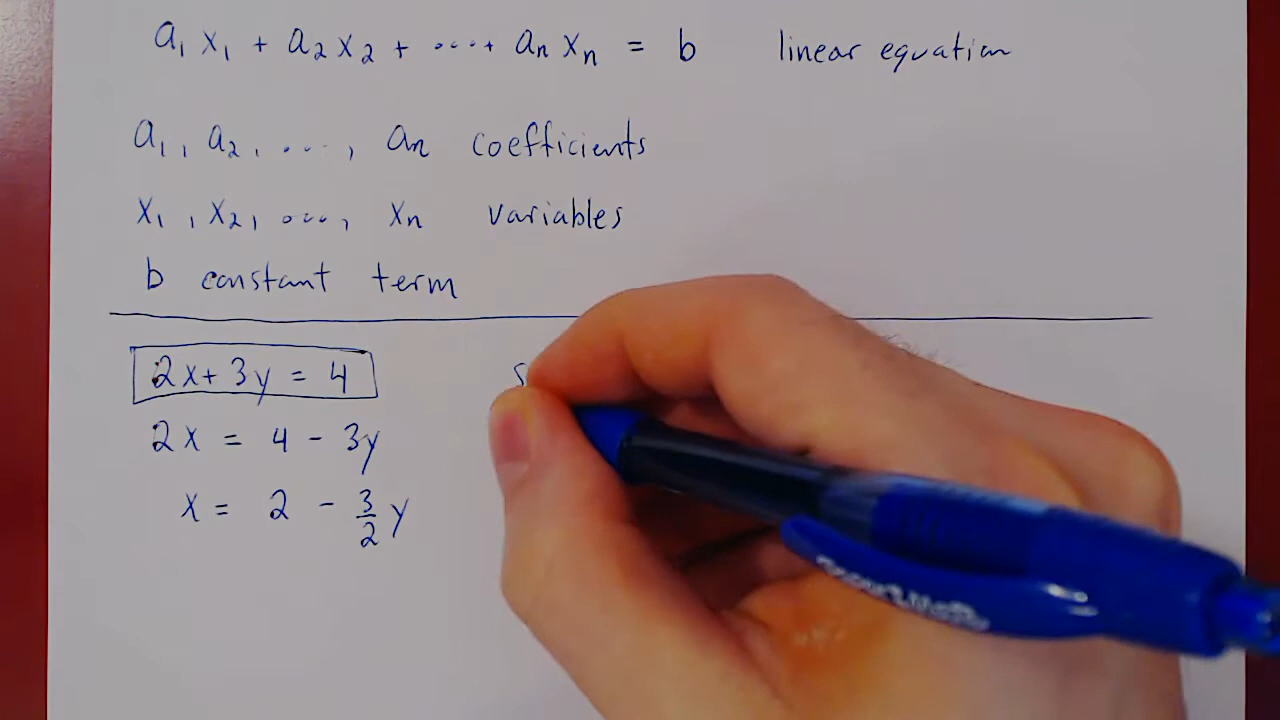 a₁ x₁ + a₂ x₂ + ....+ aₙ xₙ = b linear equation
a₁, a₂, ...., aₙ coefficients
x₁, x₂, ...., xₙ variables
b constant term
2x + 3y = 4
2x = 4 - 3y
x = 2 - 3/2 y